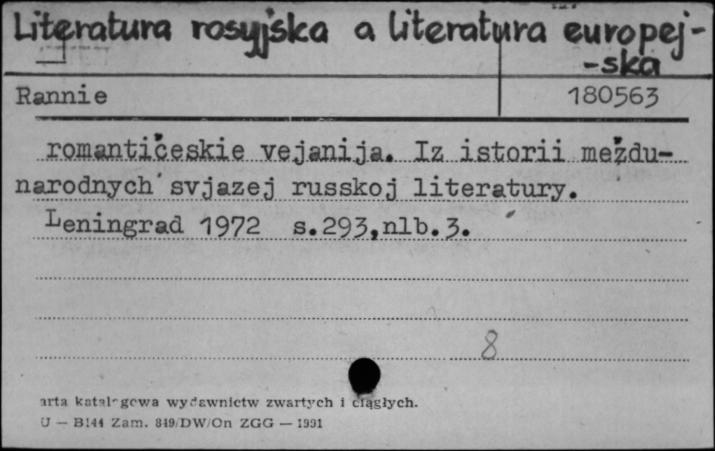 Literatura rosyjska a literatura europej-
-ska
Rannie 180563
romantičeskie vejanija. Iz istorii meždu-
narodnych svjazej russkoj literatury.
Leningrad 1972 s.293,nlb.3.
8
arta katalogowa wydawnictw zwartych i ciągłych.
U — B144 Zam. 849/DW/On ZGG — 1991